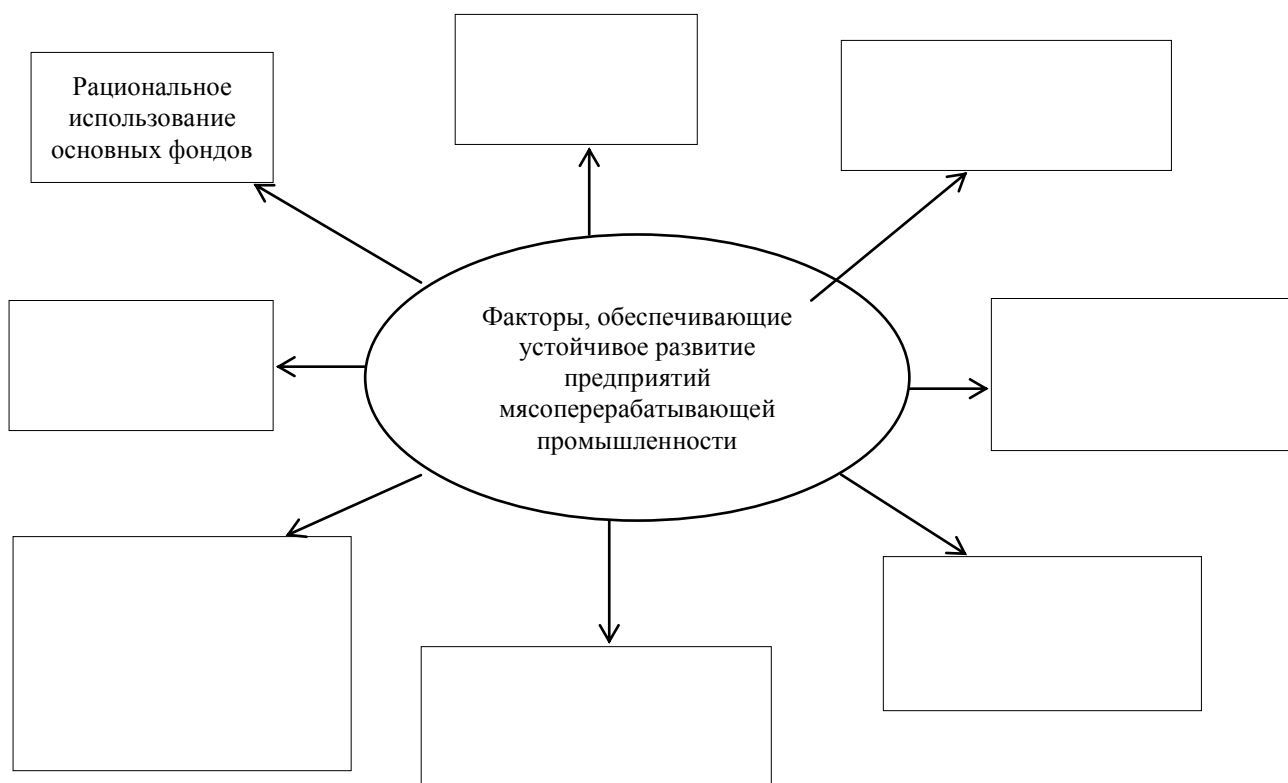 Рациональное
использование
основных фондов
Факторы, обеспечивающие
устойчивое развитие
предприятий
мясоперерабатывающей
промышленности